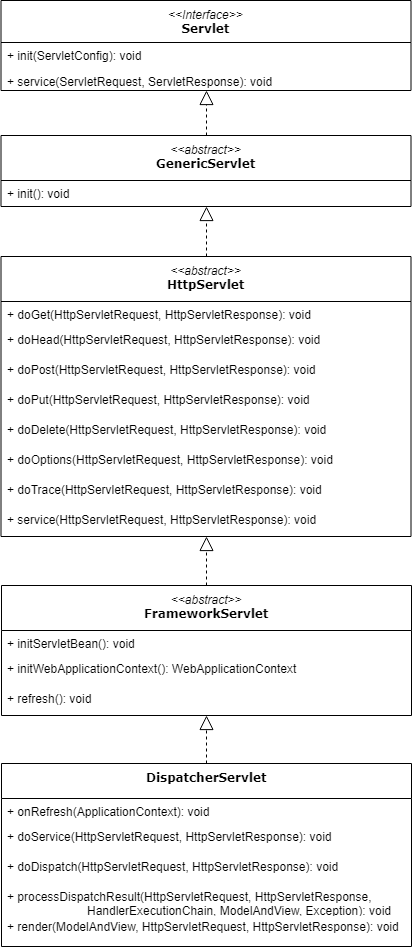 <<Interface>>
Servlet
+ init(ServletConfig): void
+ service(ServletRequest, ServletResponse): void
<<abstract>>
GenericServlet
+ init(): void
<<abstract>>
HttpServlet
+ doGet(HttpServletRequest, HttpServletResponse): void
+ doHead(HttpServletRequest, HttpServletResponse): void
+ doPost(HttpServletRequest, HttpServletResponse): void
+ doPut(HttpServletRequest, HttpServletResponse): void
+ doDelete(HttpServletRequest, HttpServletResponse): void
+ doOptions(HttpServletRequest, HttpServletResponse): void
+ doTrace(HttpServletRequest, HttpServletResponse): void
+ service(HttpServletRequest, HttpServletResponse): void
<<abstract>>
FrameworkServlet
+ initServletBean(): void
+ initWebApplicationContext(): WebApplicationContext
+ refresh(): void
DispatcherServlet
+ onRefresh(ApplicationContext): void
+ doService(HttpServletRequest, HttpServletResponse): void
+ doDispatch(HttpServletRequest, HttpServletResponse): void
+ processDispatchResult(HttpServletRequest, HttpServletResponse,
HandlerExecutionChain, ModelAndView, Exception): void
+ render(ModelAndView, HttpServletRequest, HttpServletResponse): void